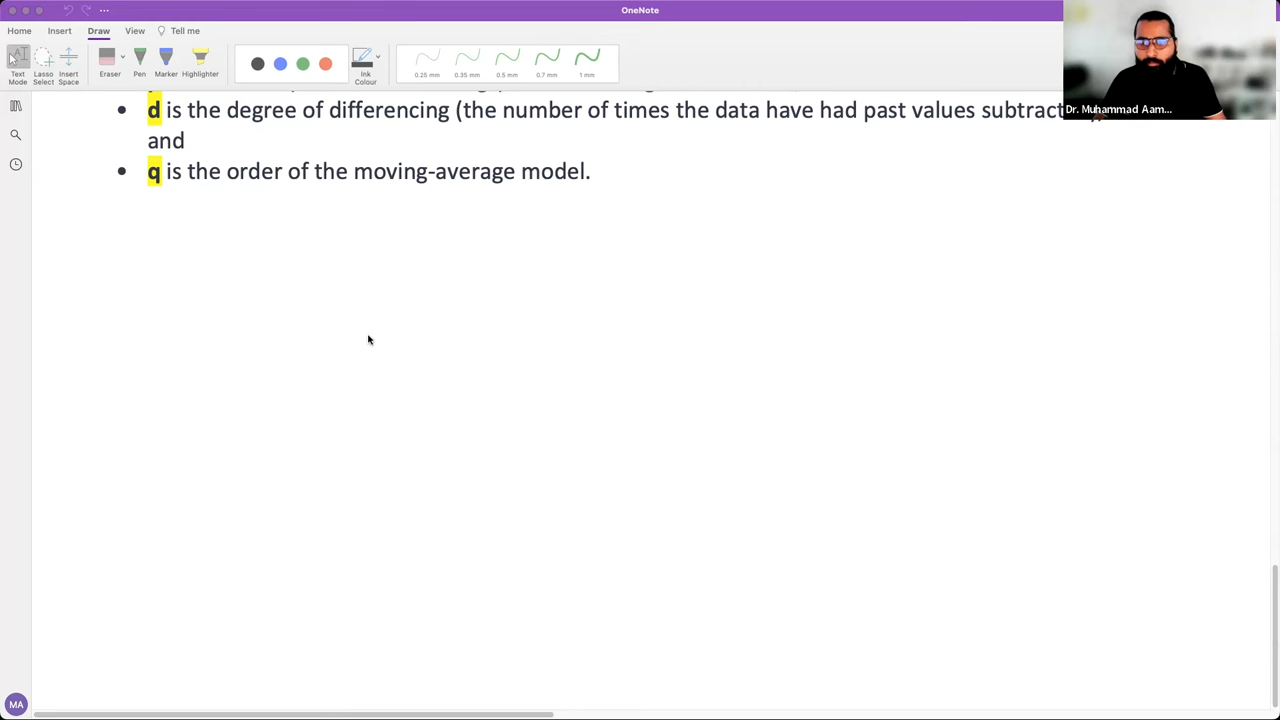 OneNote
Home Insert Draw View Tell me
Text Mode
Lasso Select
Insert Space
Eraser
Pen
Marker
Highlighter
Ink Colour
0.25 mm 0.35 mm 0.5 mm 0.7 mm 1 mm
Dr. Muhammad Aam...
• d is the degree of differencing (the number of times the data have had past values
and
• q is the order of the moving-average model.
MA